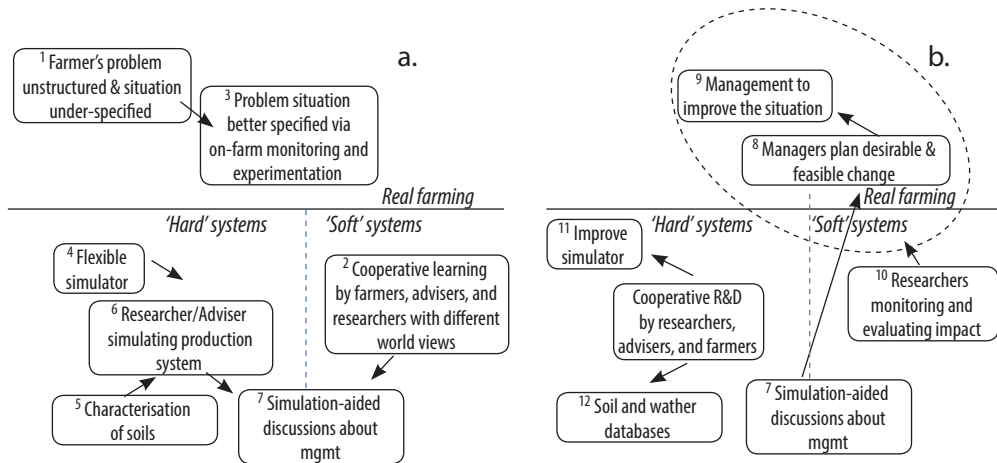 a.
1 Farmer's problem
unstructured & situation
under-specified
3 Problem situation
better specified via
on-farm monitoring and
experimentation
Real farming
'Hard' systems
'Soft' systems
4 Flexible
simulator
2 Cooperative learning
by farmers, advisers, and
researchers with different
world views
6 Researcher/Adviser
simulating production
system
5 Characterisation
of soils
7 Simulation-aided
discussions about
mgmt
b.
9 Management to
improve the situation
8 Managers plan desirable &
feasible change
Real farming
'Hard' systems
'Soft' systems
11 Improve
simulator
Cooperative R&D
by researchers,
advisers, and farmers
10 Researchers
monitoring and
evaluating impact
12 Soil and wather
databases
7 Simulation-aided
discussions about
mgmt